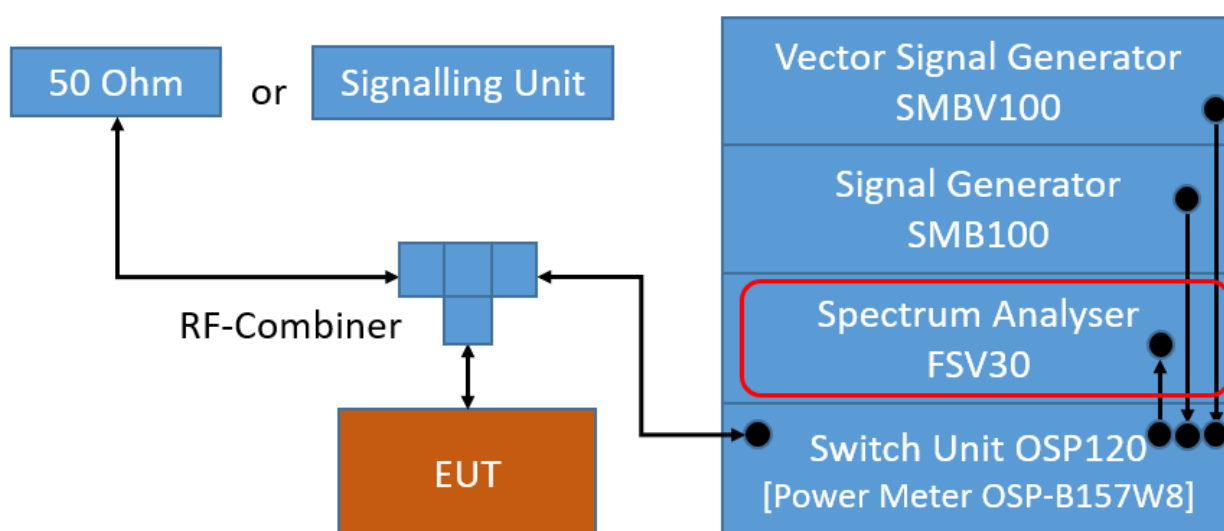 50 Ohm
or
Signalling Unit
RF-Combiner
EUT
Vector Signal Generator
SMBV100
Signal Generator
SMB100
Spectrum Analyser
FSV30
Switch Unit OSP120
[Power Meter OSP-B157W8]